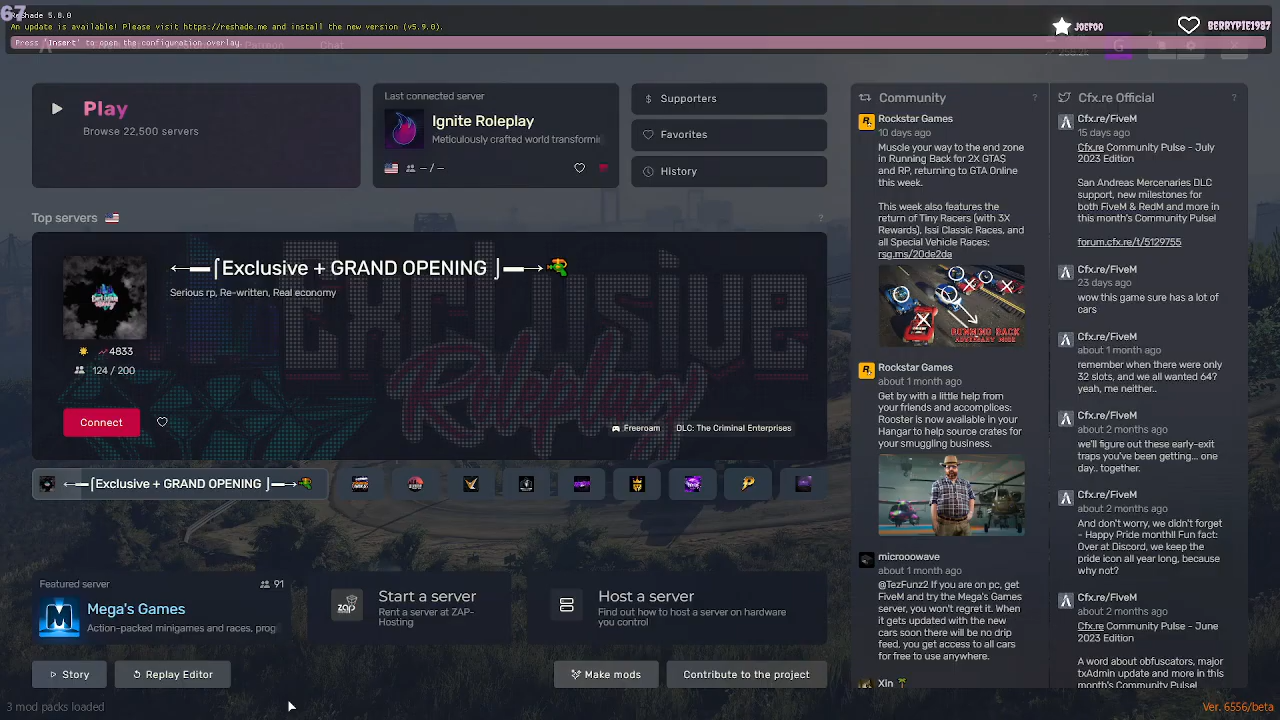 67
ReShade 5.8.0
An update is available! Please visit https://reshade.me and install the new version (v5.9.0).
Press 'Insert' to open the configuration overlay.
JOEFOO
BERRYPIE1987
Patreon
Chat
G
2
Play
Browse 22,500 servers
Last connected server
Ignite Roleplay
Meticulously crafted world transformin
– / –
Supporters
Favorites
History
Top servers
?
←—⌠Exclusive + GRAND OPENING ⌡—→
Serious rp, Re-written, Real economy
Exclusive
Roleplay
4833
124 / 200
Connect
Freeroam
DLC: The Criminal Enterprises
←—⌠Exclusive + GRAND OPENING ⌡—→
Featured server
91
Mega's Games
Action-packed minigames and races, prog
ZAP
Start a server
Rent a server at ZAP-
Hosting
Host a server
Find out how to host a server on hardware
you control
Story
Replay Editor
Make mods
Contribute to the project
3 mod packs loaded
Ver. 6556/beta
Community
?
Rockstar Games
10 days ago
Muscle your way to the end zone
in Running Back for 2X GTA$
and RP, returning to GTA Online
this week.
This week also features the
return of Tiny Racers (with 3X
Rewards), Issi Classic Races, and
all Special Vehicle Races:
rsg.ms/20de2da
RUNNING BACK
ADVERSARY MODE
Rockstar Games
about 1 month ago
Get by with a little help from
your friends and accomplices:
Rooster is now available in your
Hangar to help source crates for
your smuggling business.
microoowave
about 1 month ago
@TezFunz2 If you are on pc, get
FiveM and try the Mega's Games
server, you won't regret it. When
it gets updated with the new
cars soon there will be no drip
feed, you get access to all cars
for free to use anywhere.
Xin
Cfx.re Official
?
Cfx.re/FiveM
15 days ago
Cfx.re Community Pulse - July
2023 Edition
San Andreas Mercenaries DLC
support, new milestones for
both FiveM & RedM and more in
this month's Community Pulse!
forum.cfx.re/t/5129755
Cfx.re/FiveM
23 days ago
wow this game sure has a lot of
cars
Cfx.re/FiveM
about 1 month ago
remember when there were only
32 slots, and we all wanted 64?
yeah, me neither..
Cfx.re/FiveM
about 2 months ago
we'll figure out these early-exit
traps you've been getting... one
day.. together.
Cfx.re/FiveM
about 2 months ago
And don't worry, we didn't forget
- Happy Pride month!! Fun fact:
Over at Discord, we keep the
pride icon all year long, because
why not?
Cfx.re/FiveM
about 2 months ago
Cfx.re Community Pulse - June
2023 Edition
A word about obfuscators, major
txAdmin update and more in this
month's Community Pulse!